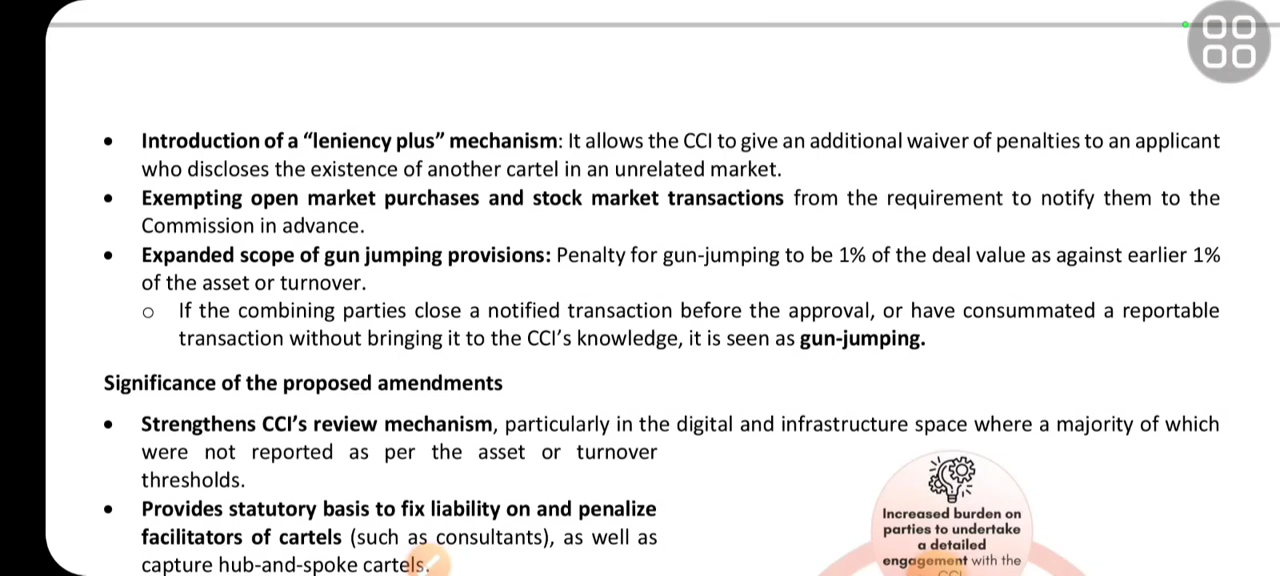 • Introduction of a “leniency plus” mechanism: It allows the CCI to give an additional waiver of penalties to an applicant
who discloses the existence of another cartel in an unrelated market.
• Exempting open market purchases and stock market transactions from the requirement to notify them to the
Commission in advance.
• Expanded scope of gun jumping provisions: Penalty for gun-jumping to be 1% of the deal value as against earlier 1%
of the asset or turnover.
o If the combining parties close a notified transaction before the approval, or have consummated a reportable
transaction without bringing it to the CCI’s knowledge, it is seen as gun-jumping.
Significance of the proposed amendments
• Strengthens CCI’s review mechanism, particularly in the digital and infrastructure space where a majority of which
were not reported as per the asset or turnover
thresholds.
• Provides statutory basis to fix liability on and penalize
facilitators of cartels (such as consultants), as well as
capture hub-and-spoke cartels.
Increased burden on
parties to undertake
a detailed
engagement with the
CCI